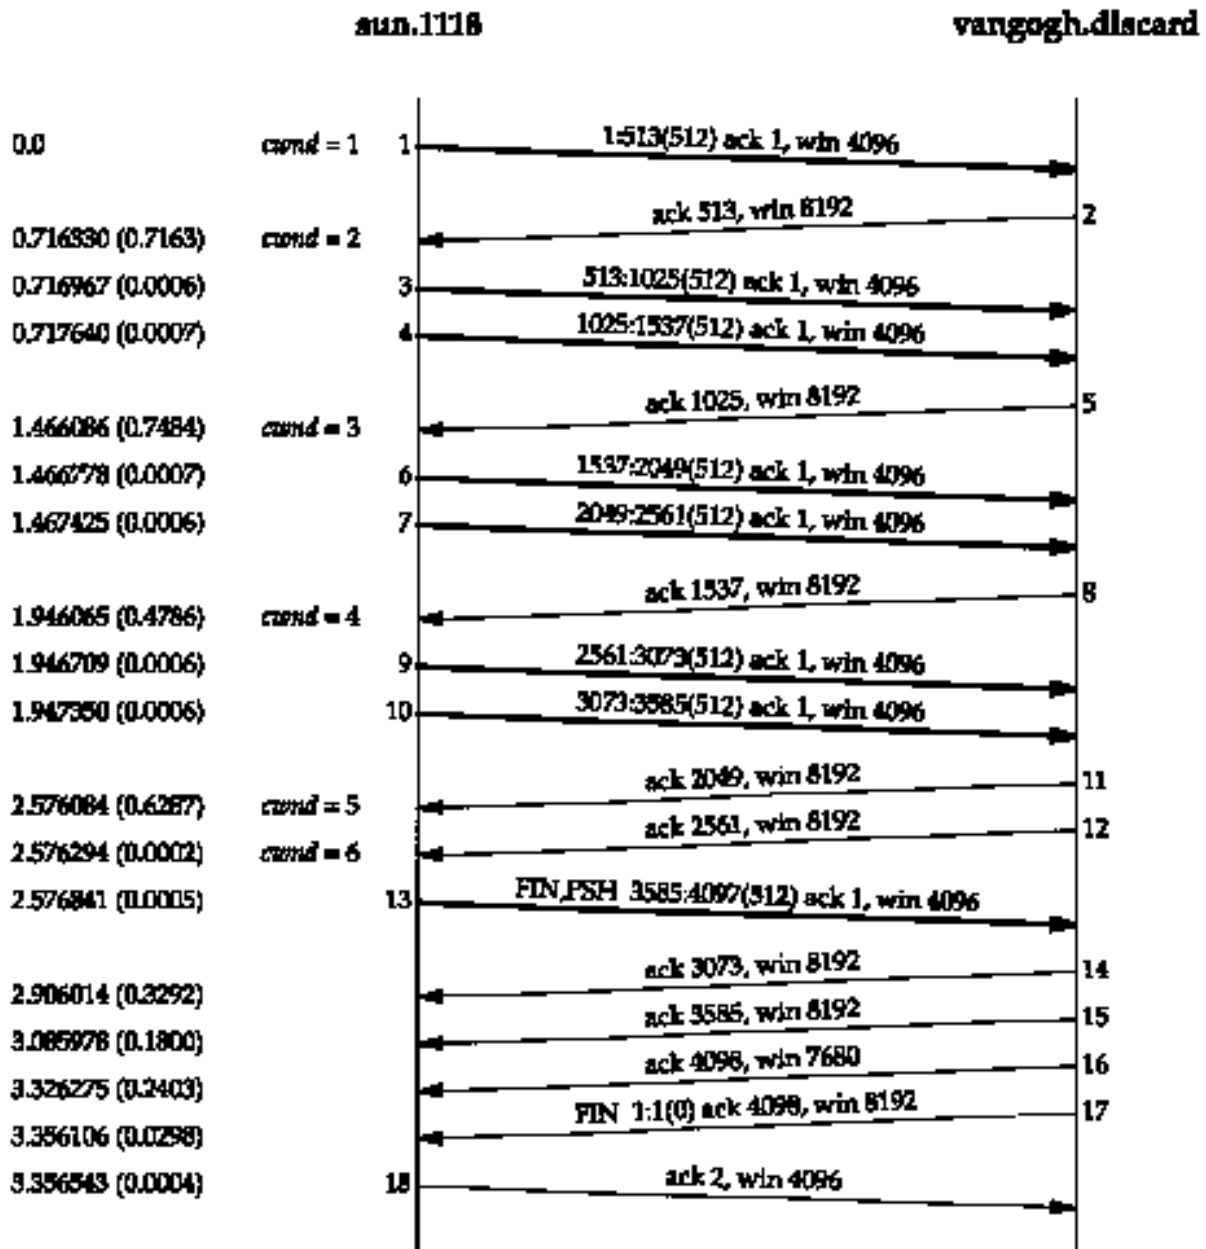 sun.1118 vangogh.discard
0.0 cwnd = 1 1 1:513(512) ack 1, win 4096
ack 513, win 8192 2
0.716330 (0.7163) cwnd = 2
0.716967 (0.0006) 3 513:1025(512) ack 1, win 4096
0.717640 (0.0007) 4 1025:1537(512) ack 1, win 4096
ack 1025, win 8192 5
1.466086 (0.7484) cwnd = 3
1.466778 (0.0007) 6 1537:2049(512) ack 1, win 4096
1.467425 (0.0006) 7 2049:2561(512) ack 1, win 4096
ack 1537, win 8192 8
1.946065 (0.4786) cwnd = 4
1.946709 (0.0006) 9 2561:3073(512) ack 1, win 4096
1.947350 (0.0006) 10 3073:3585(512) ack 1, win 4096
ack 2049, win 8192 11
2.576084 (0.6287) cwnd = 5
ack 2561, win 8192 12
2.576294 (0.0002) cwnd = 6
2.576841 (0.0005) 13 FIN,PSH 3585:4097(512) ack 1, win 4096
ack 3073, win 8192 14
2.906014 (0.3292)
ack 3585, win 8192 15
3.085978 (0.1800)
ack 4098, win 7680 16
3.326275 (0.2403)
FIN 1:1(0) ack 4098, win 8192 17
3.356106 (0.0298)
3.356543 (0.0004) 18 ack 2, win 4096